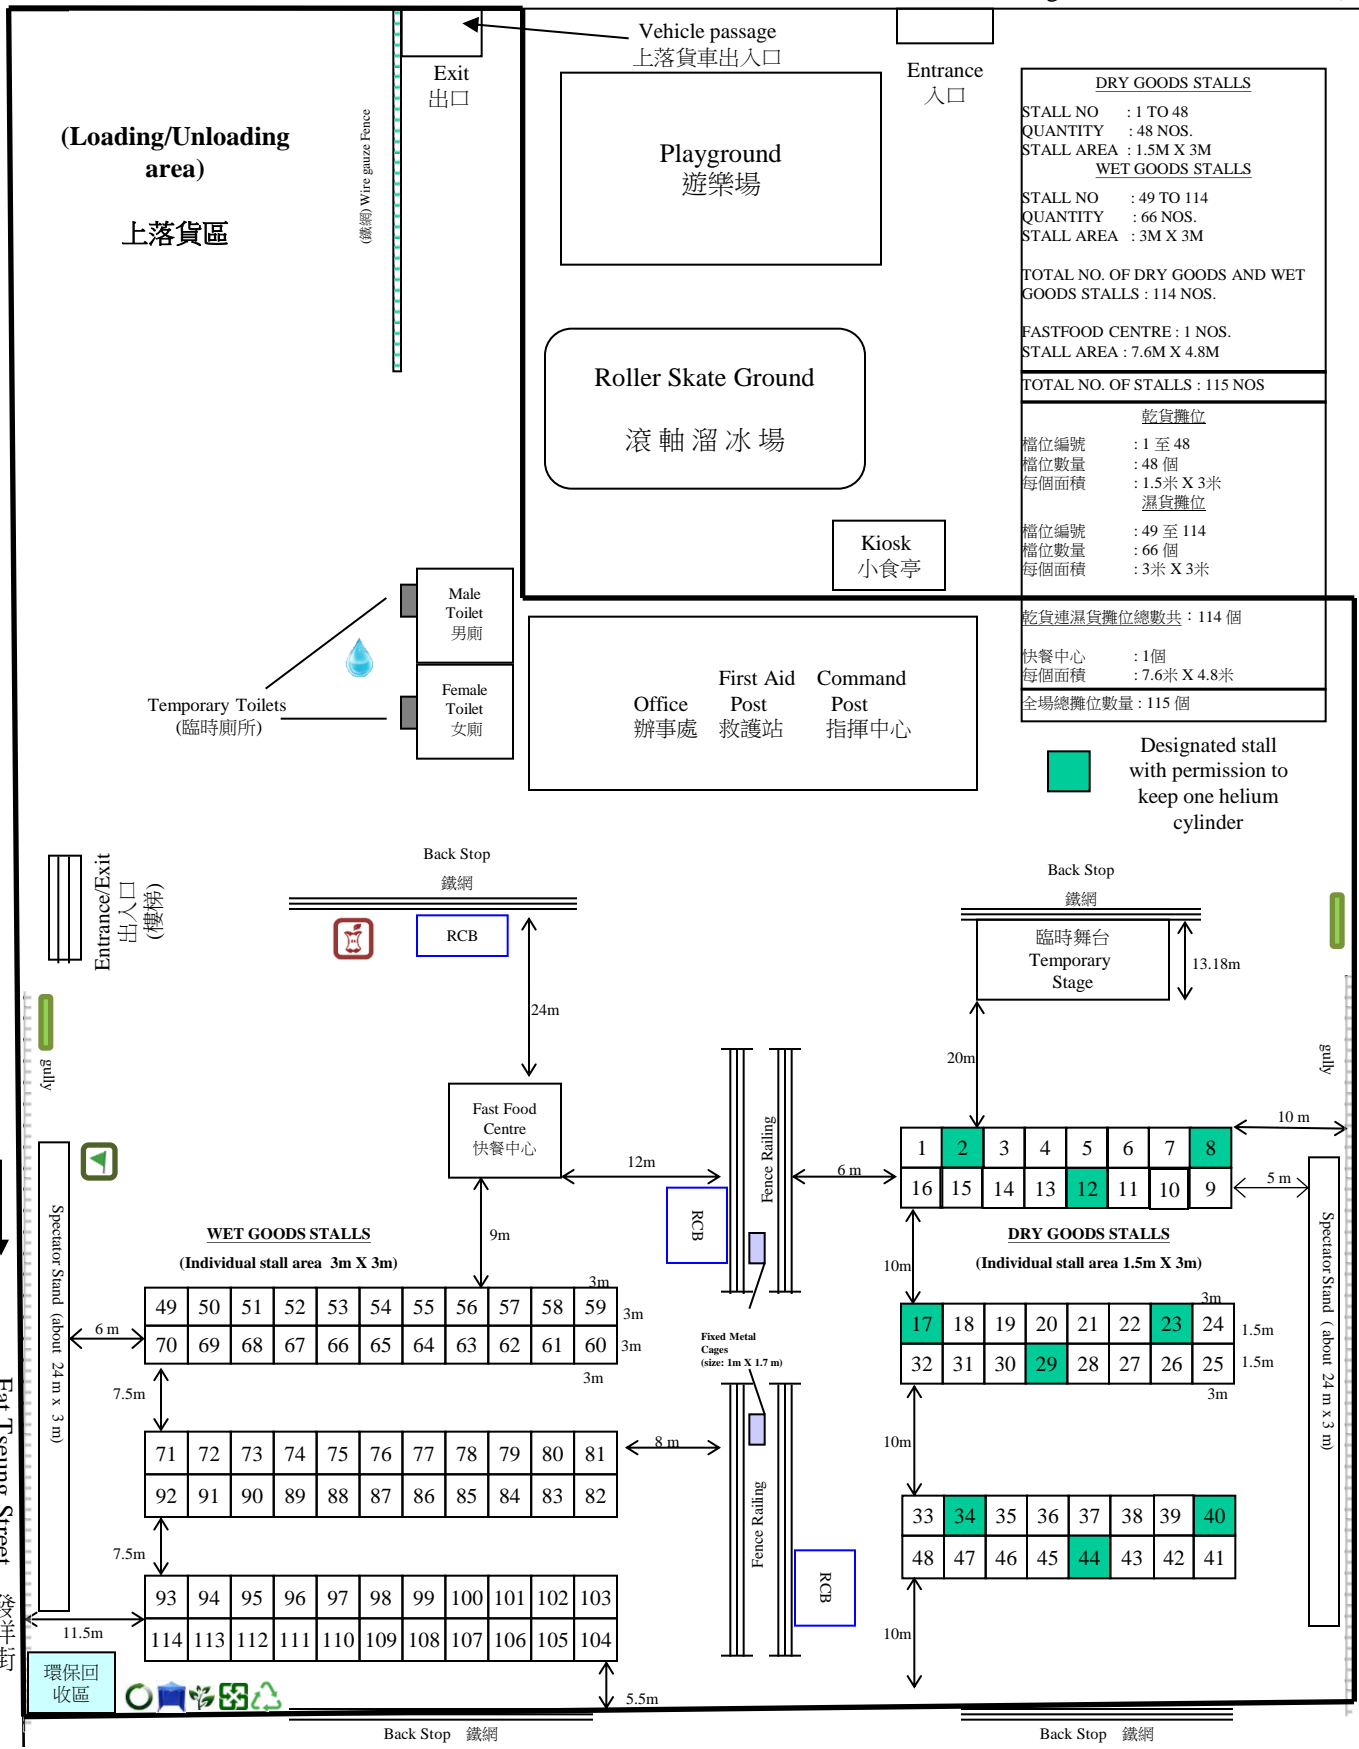 Vehicle passage
上落貨車出入口
Exit
出口
Entrance
入口
(Loading/Unloading
area)
上落貨區
(鐵網) Wire gauze Fence
Playground
遊樂場
DRY GOODS STALLS
STALL NO : 1 TO 48
QUANTITY : 48 NOS.
STALL AREA : 1.5M X 3M
WET GOODS STALLS
STALL NO : 49 TO 114
QUANTITY : 66 NOS.
STALL AREA : 3M X 3M
TOTAL NO. OF DRY GOODS AND WET
GOODS STALLS : 114 NOS.
FASTFOOD CENTRE : 1 NOS.
STALL AREA : 7.6M X 4.8M
TOTAL NO. OF STALLS : 115 NOS
乾貨攤位
檔位編號 : 1 至 48
檔位數量 : 48 個
每個面積 : 1.5米 X 3米
濕貨攤位
檔位編號 : 49 至 114
檔位數量 : 66 個
每個面積 : 3米 X 3米
乾貨連濕貨攤位總數共：114 個
快餐中心 : 1個
每個面積 : 7.6米 X 4.8米
全場總攤位數量 : 115 個
Roller Skate Ground
滾軸溜冰場
Kiosk
小食亭
Male
Toilet
男廁
Female
Toilet
女廁
Temporary Toilets
(臨時廁所)
Office
辦事處
First Aid
Post
救護站
Command
Post
指揮中心
Designated stall
with permission to
keep one helium
cylinder
Entrance/Exit
出入口
(樓梯)
Back Stop
鐵網
RCB
24m
Back Stop
鐵網
臨時舞台
Temporary
Stage
13.18m
20m
gully
gully
Fast Food
Centre
快餐中心
12m
9m
RCB
Fence Railing
6 m
10 m
5 m
1 2 3 4 5 6 7 8
16 15 14 13 12 11 10 9
DRY GOODS STALLS
(Individual stall area 1.5m X 3m)
10m
3m
17 18 19 20 21 22 23 24
1.5m
32 31 30 29 28 27 26 25
1.5m
3m
10m
33 34 35 36 37 38 39 40
48 47 46 45 44 43 42 41
10m
Spectator Stand ( about 24 m x 3 m)
Spectator Stand (about 24 m x 3 m)
WET GOODS STALLS
(Individual stall area 3m X 3m)
3m
49 50 51 52 53 54 55 56 57 58 59
3m
70 69 68 67 66 65 64 63 62 61 60
3m
3m
6 m
7.5m
71 72 73 74 75 76 77 78 79 80 81
92 91 90 89 88 87 86 85 84 83 82
8 m
7.5m
93 94 95 96 97 98 99 100 101 102 103
114 113 112 111 110 109 108 107 106 105 104
11.5m
5.5m
Fixed Metal
Cages
(size: 1m X 1.7 m)
Fence Railing
RCB
Fat Tseung Street 發祥街
環保回
收區
Back Stop 鐵網
Back Stop 鐵網